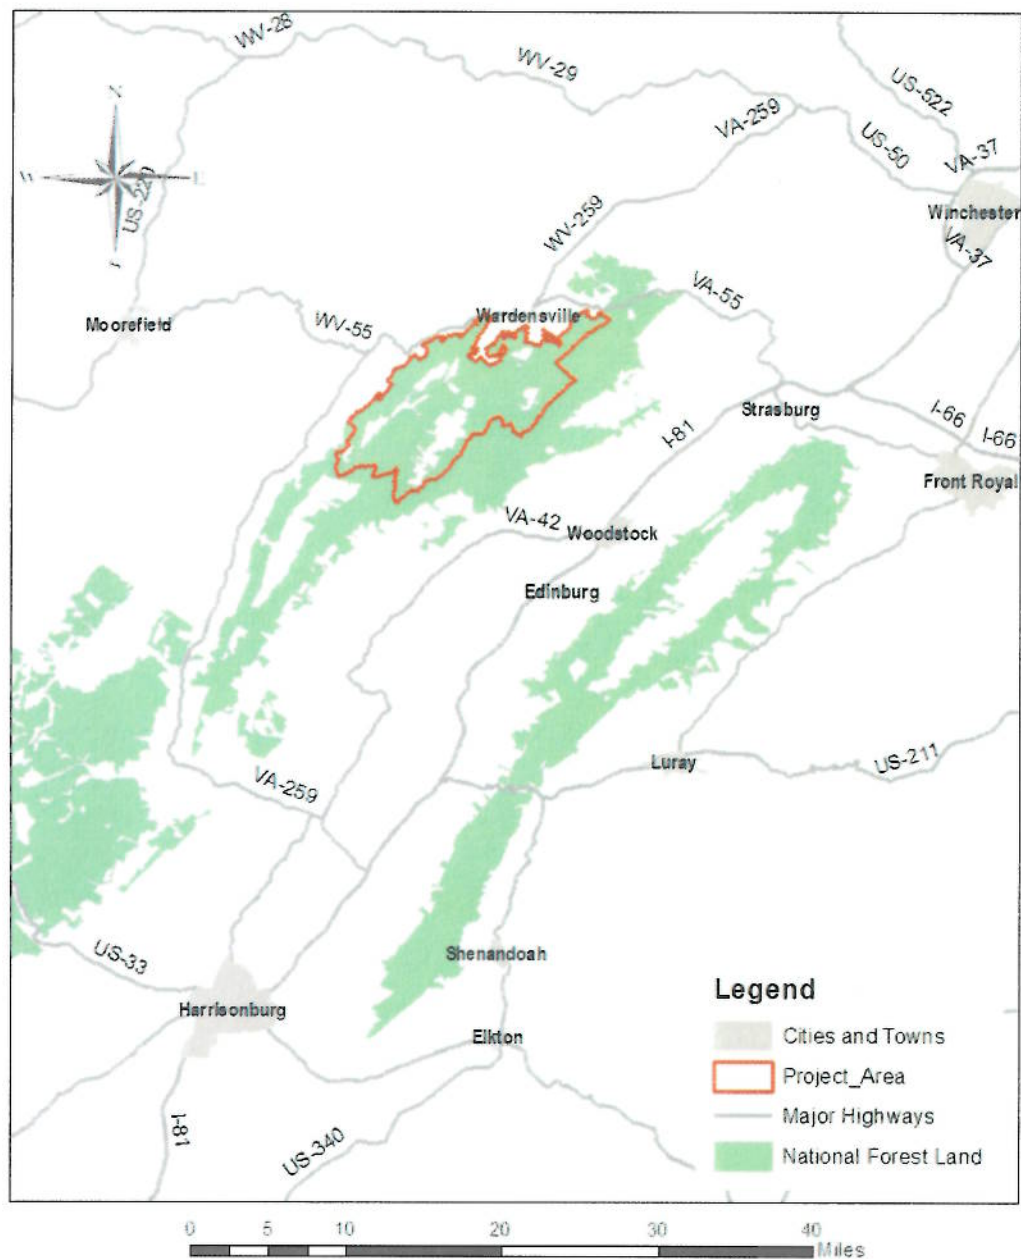 WV-28
WV-29
US-522
VA-259
US-50
VA-37
N
W
E
US-220
Winchester
WV-259
VA-37
VA-55
Wardensville
Moorefield
WV-55
Strasburg
I-66
I-66
I-81
Front Royal
VA-42
Woodstock
Edinburg
Luray
US-211
VA-259
Shenandoah
US-33
Harrisonburg
Elkton
I-81
US-340
Legend
Cities and Towns
Project_Area
Major Highways
National Forest Land
0 5 10 20 30 40
Miles